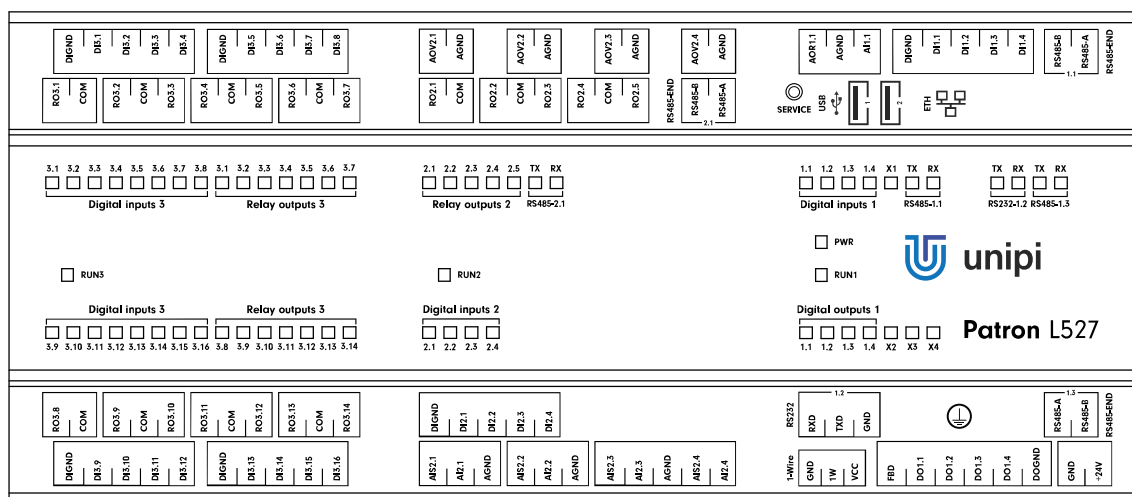 DIGND DI3.1 DI3.2 DI3.3 DI3.4 DIGND DI3.5 DI3.6 DI3.7 DI3.8 AOV2.1 AGND AOV2.2 AGND AOV2.3 AGND AOV2.4 AGND AOR1.1 AGND AI1.1 DIGND DI1.1 DI1.2 DI1.3 DI1.4 RS485-B RS485-A RS485-END
1.1
RO3.1 COM RO3.2 COM RO3.3 RO3.4 COM RO3.5 RO3.6 COM RO3.7 RO2.1 COM RO2.2 COM RO2.3 RO2.4 COM RO2.5 RS485-END RS485-B RS485-A SERVICE USB 1 2 ETH
2.1
3.1 3.2 3.3 3.4 3.5 3.6 3.7 3.8 3.1 3.2 3.3 3.4 3.5 3.6 3.7 2.1 2.2 2.3 2.4 2.5 TX RX 1.1 1.2 1.3 1.4 X1 TX RX TX RX TX RX
Digital inputs 3 Relay outputs 3 Relay outputs 2 RS485-2.1 Digital inputs 1 RS485-1.1 RS232-1.2 RS485-1.3
PWR
unipi
RUN3 RUN2 RUN1
Digital inputs 3 Relay outputs 3 Digital inputs 2 Digital outputs 1
Patron L527
3.9 3.10 3.11 3.12 3.13 3.14 3.15 3.16 3.8 3.9 3.10 3.11 3.12 3.13 3.14 2.1 2.2 2.3 2.4 1.1 1.2 1.3 1.4 X2 X3 X4
1.2 1.3
RO3.8 COM RO3.9 COM RO3.10 RO3.11 COM RO3.12 RO3.13 COM RO3.14 DIGND DI2.1 DI2.2 DI2.3 DI2.4 RS232 RXD TXD GND RS485-A RS485-B RS485-END
DIGND DI3.9 DI3.10 DI3.11 DI3.12 DIGND DI3.13 DI3.14 DI3.15 DI3.16 AIS2.1 AI2.1 AGND AIS2.2 AI2.2 AGND AIS2.3 AI2.3 AGND AIS2.4 AI2.4 1-Wire GND 1W VCC FBD DO1.1 DO1.2 DO1.3 DO1.4 DOGND GND +24V